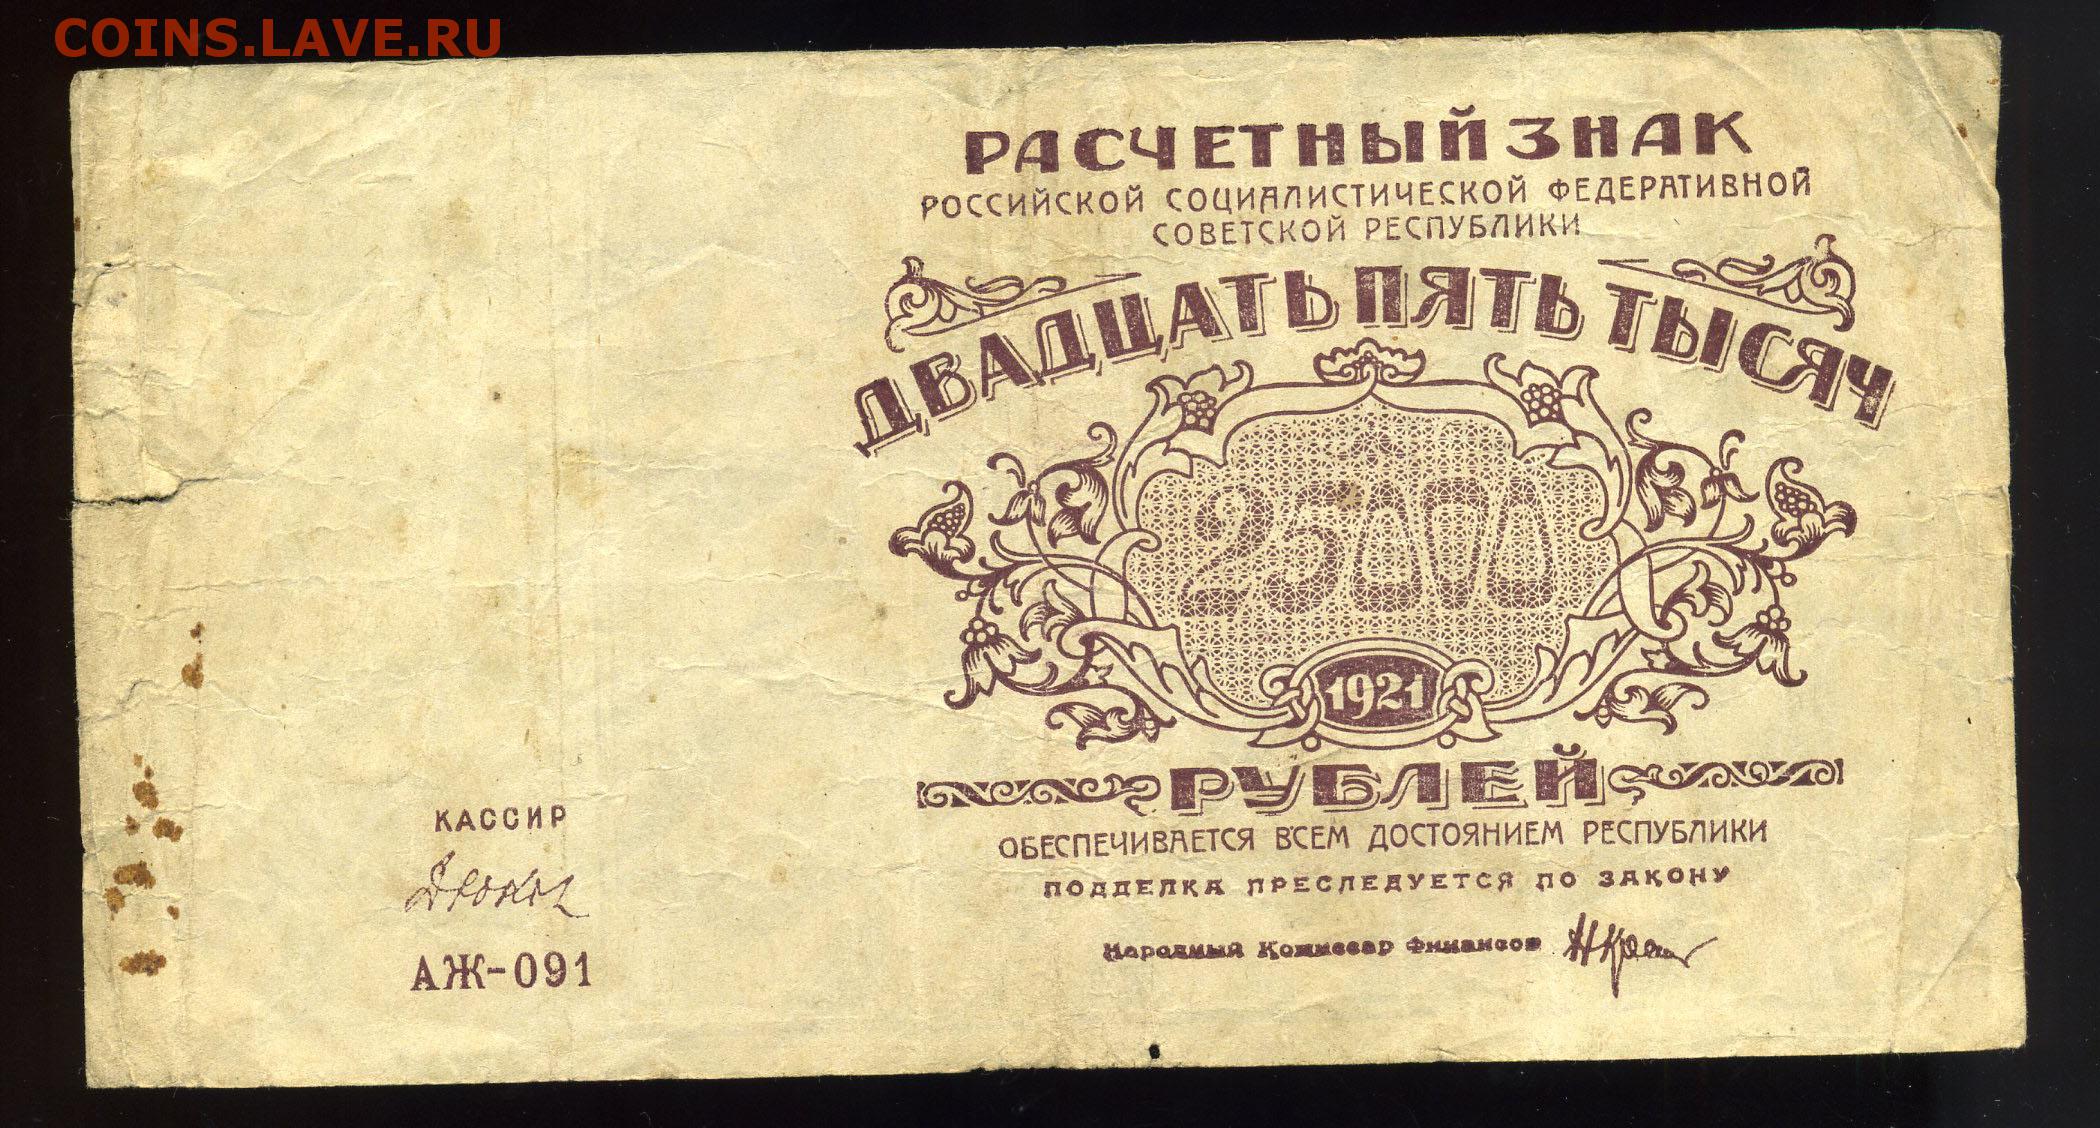 COINS.LAVE.RU
РАСЧЕТНЫЙ ЗНАК
РОССИЙСКОЙ СОЦИАЛИСТИЧЕСКОЙ ФЕДЕРАТИВНОЙ
СОВЕТСКОЙ РЕСПУБЛИКИ
ДВАДЦАТЬ ПЯТЬ ТЫСЯЧ
25000
1921
РУБЛЕЙ
ОБЕСПЕЧИВАЕТСЯ ВСЕМ ДОСТОЯНИЕМ РЕСПУБЛИКИ
ПОДДЕЛКА ПРЕСЛЕДУЕТСЯ ПО ЗАКОНУ
Народный Комиссар Финансов
КАССИР
АЖ-091